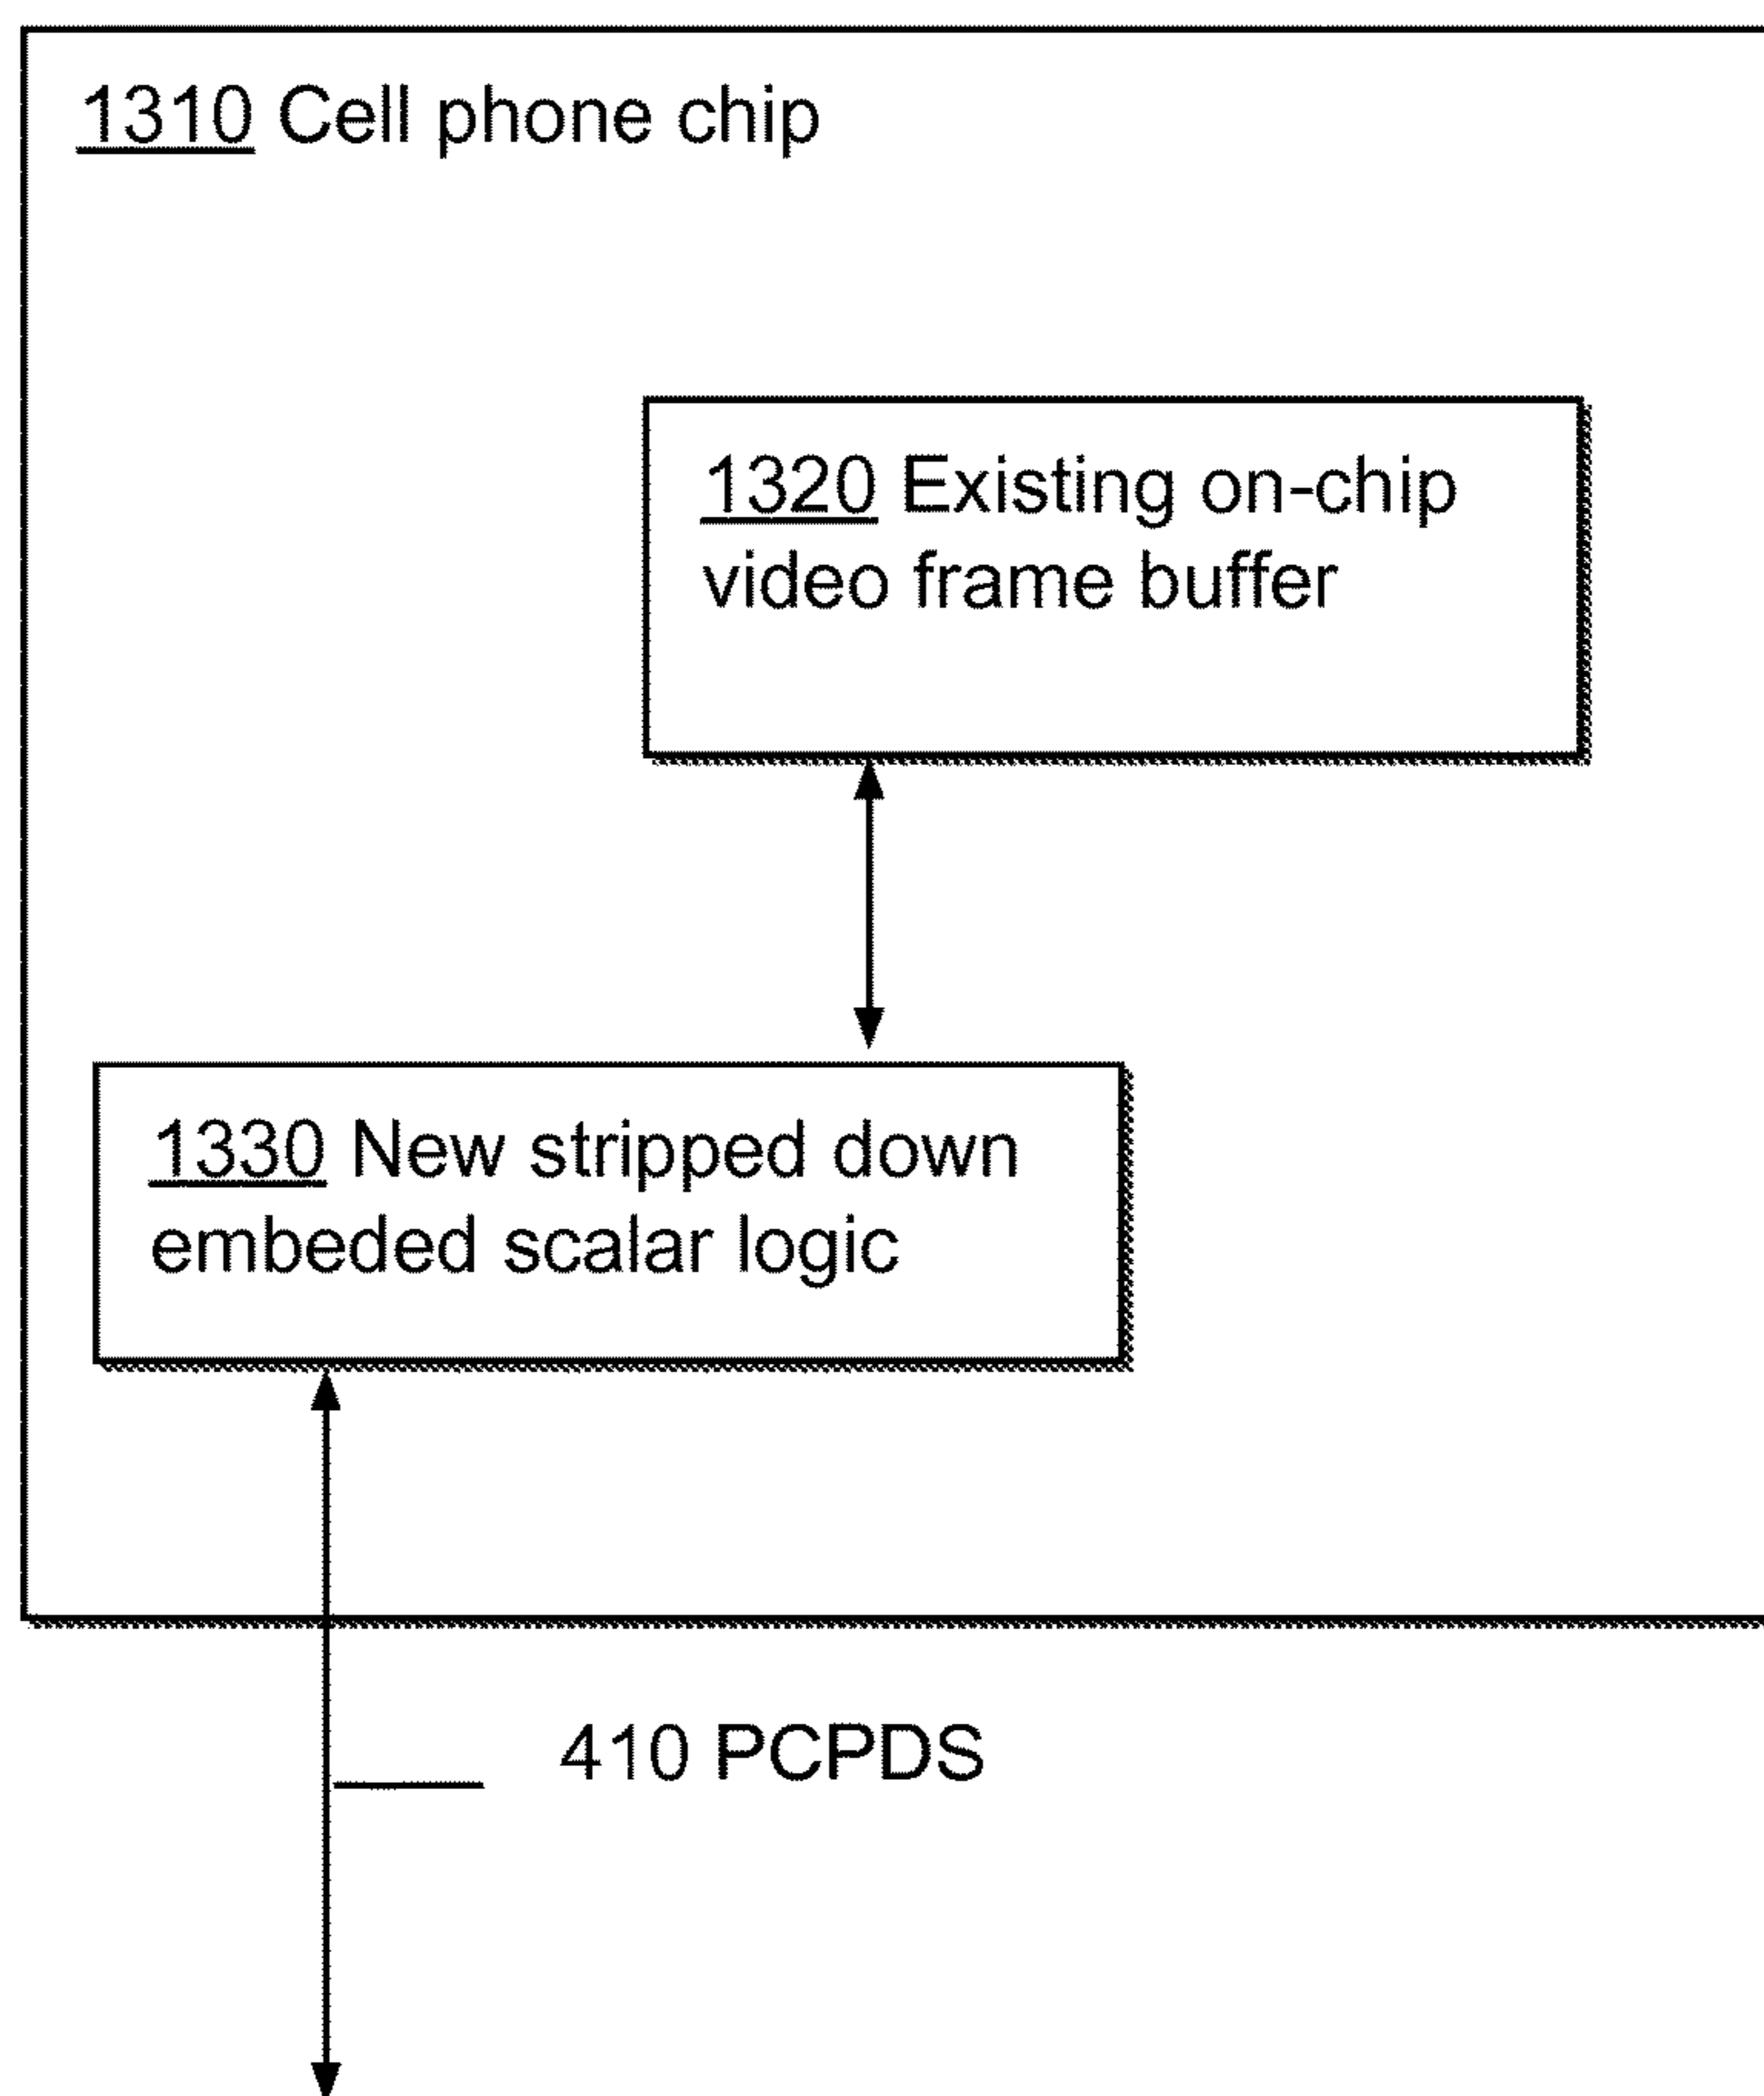 1310 Cell phone chip
1320 Existing on-chip
video frame buffer
1330 New stripped down
embeded scalar logic
410 PCPDS